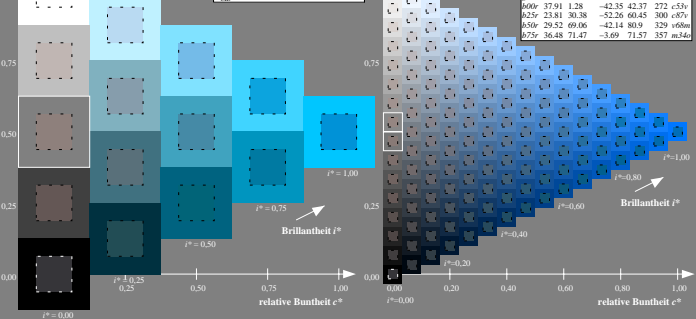 b00r 37.91 1.28 −42.35 42.37 272 c53v
b25r 23.81 30.38 −52.26 60.45 300 c87v
b50r 29.52 69.06 −42.14 80.9 329 v68m
b75r 36.48 71.47 −3.69 71.57 357 m34o
0,75
0,50
0,25
0,00
i* = 1,00
i* = 0,75
i* = 0,50
i* = 0,25
i* = 0,00
Brillantheit i*
0,25 0,50 0,75 1,00
relative Buntheit c*
0,75
0,50
0,25
0,00
i*=1,00
i*=0,80
i*=0,60
i*=0,40
i*=0,20
i*=0,00
Brillantheit i*
0,00 0,20 0,40 0,60 0,80 1,00
relative Buntheit c*